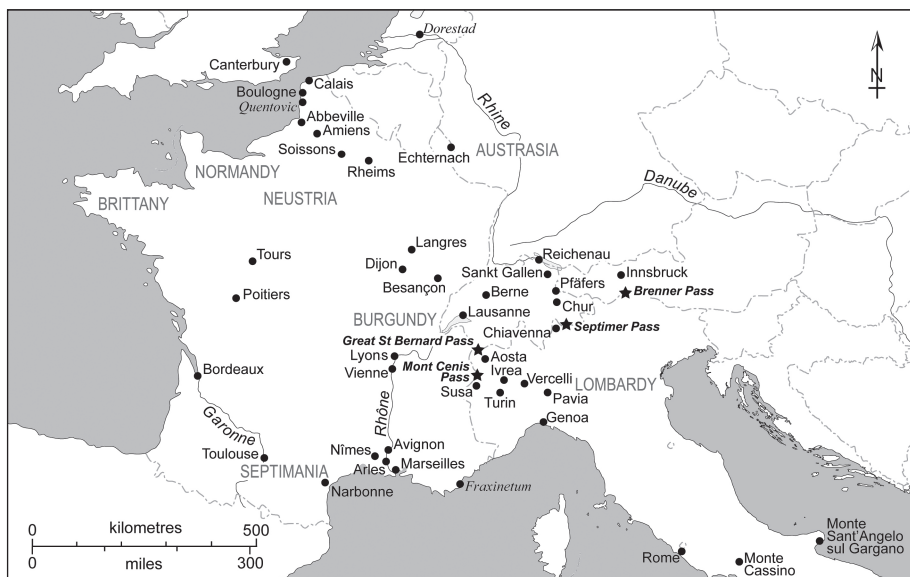 Dorestad
Canterbury
Calais
Boulogne
Quentovic
Abbeville
Amiens
Soissons
Rheims
Echternach
Rhine
AUSTRASIA
N
NORMANDY
NEUSTRIA
BRITTANY
Danube
Tours
Langres
Dijon
Besançon
Reichenau
Sankt Gallen
Pfäfers
Innsbruck
Brenner Pass
Poitiers
Berne
Chur
Lausanne
Septimer Pass
BURGUNDY
Chiavenna
Great St Bernard Pass
Lyons
Aosta
Vienne
Mont Cenis
Pass
Ivrea
Vercelli
LOMBARDY
Susa
Turin
Pavia
Bordeaux
Rhône
Genoa
Garonne
Toulouse
SEPTIMANIA
Nîmes
Avignon
Arles
Marseilles
Narbonne
Fraxinetum
0 kilometres 500
0 miles 300
Rome
Monte
Cassino
Monte
Sant'Angelo
sul Gargano